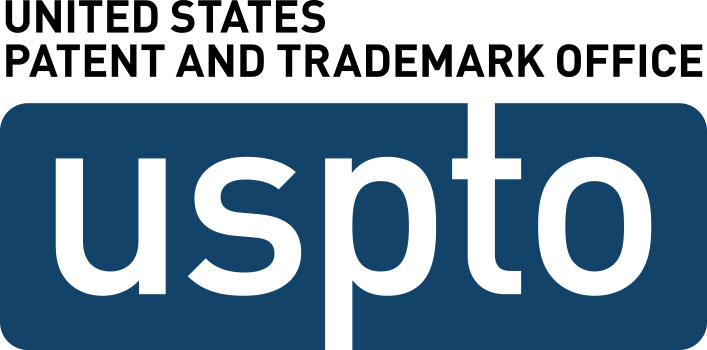 UNITED STATES
PATENT AND TRADEMARK OFFICE
uspto